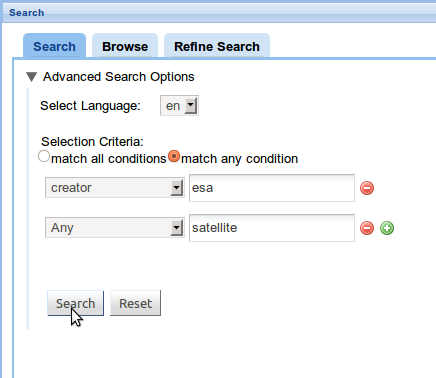 Search
Search Browse Refine Search
Advanced Search Options
Select Language: en
Selection Criteria:
match all conditions match any condition
creator esa
Any satellite
Search Reset